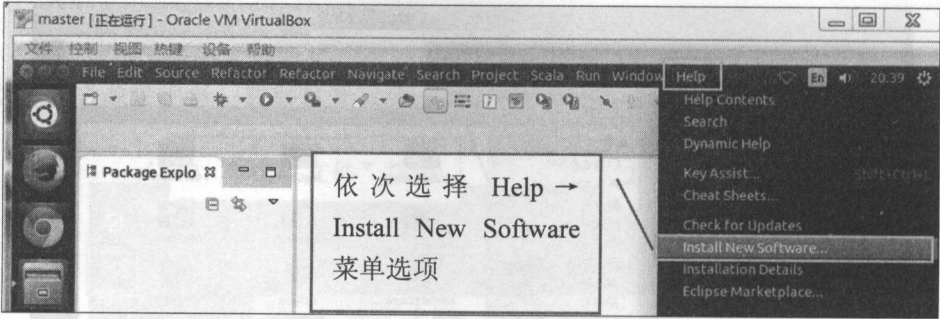 master [正在运行] - Oracle VM VirtualBox
文件 控制 视图 热键 设备 帮助
File Edit Source Refactor Refactor Navigate Search Project Scala Run Window Help En 20:39
Help Contents
Search
Dynamic Help
Package Explo
Key Assist... Shift+Ctrl+L
Cheat Sheets...
依次选择 Help→
Install New Software
菜单选项
Check for Updates
Install New Software...
Installation Details
Eclipse Marketplace...